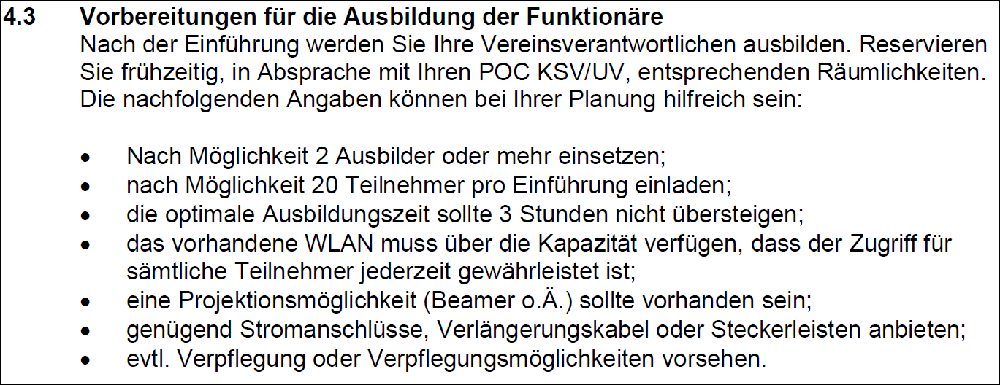 4.3 Vorbereitungen für die Ausbildung der Funktionäre
Nach der Einführung werden Sie Ihre Vereinsverantwortlichen ausbilden. Reservieren
Sie frühzeitig, in Absprache mit Ihren POC KSV/UV, entsprechenden Räumlichkeiten.
Die nachfolgenden Angaben können bei Ihrer Planung hilfreich sein:
• Nach Möglichkeit 2 Ausbilder oder mehr einsetzen;
• nach Möglichkeit 20 Teilnehmer pro Einführung einladen;
• die optimale Ausbildungszeit sollte 3 Stunden nicht übersteigen;
• das vorhandene WLAN muss über die Kapazität verfügen, dass der Zugriff für
sämtliche Teilnehmer jederzeit gewährleistet ist;
• eine Projektionsmöglichkeit (Beamer o.Ä.) sollte vorhanden sein;
• genügend Stromanschlüsse, Verlängerungskabel oder Steckerleisten anbieten;
• evtl. Verpflegung oder Verpflegungsmöglichkeiten vorsehen.